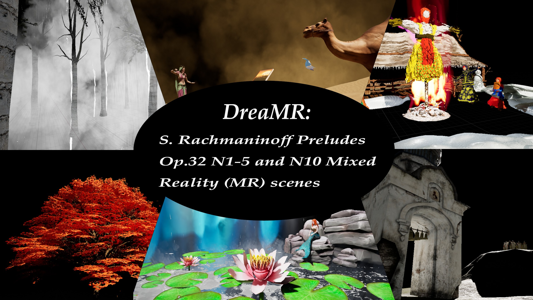 DreaMR:
S. Rachmaninoff Preludes
Op.32 N1-5 and N10 Mixed
Reality (MR) scenes